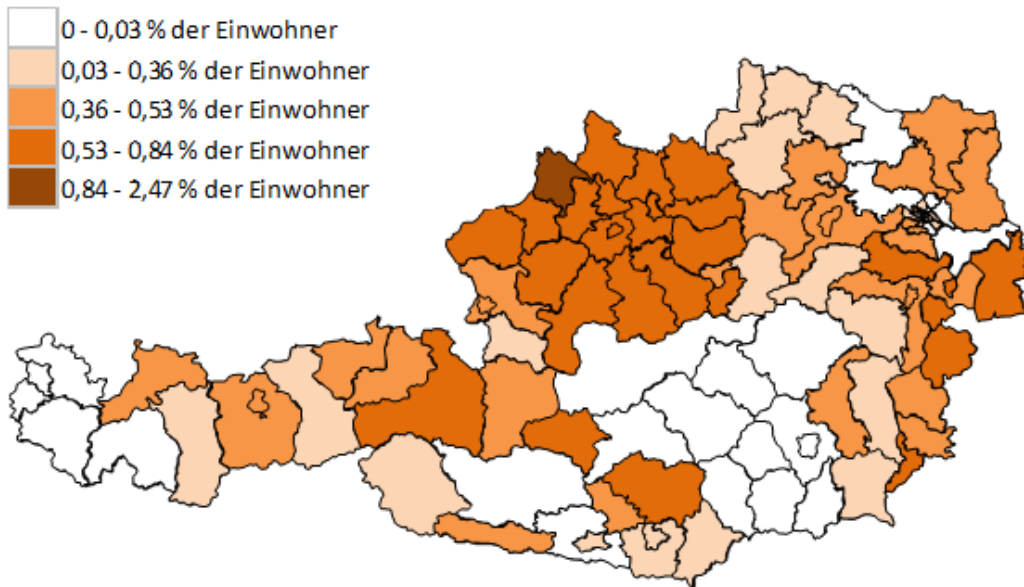 0 - 0,03 % der Einwohner
0,03 - 0,36 % der Einwohner
0,36 - 0,53 % der Einwohner
0,53 - 0,84 % der Einwohner
0,84 - 2,47 % der Einwohner